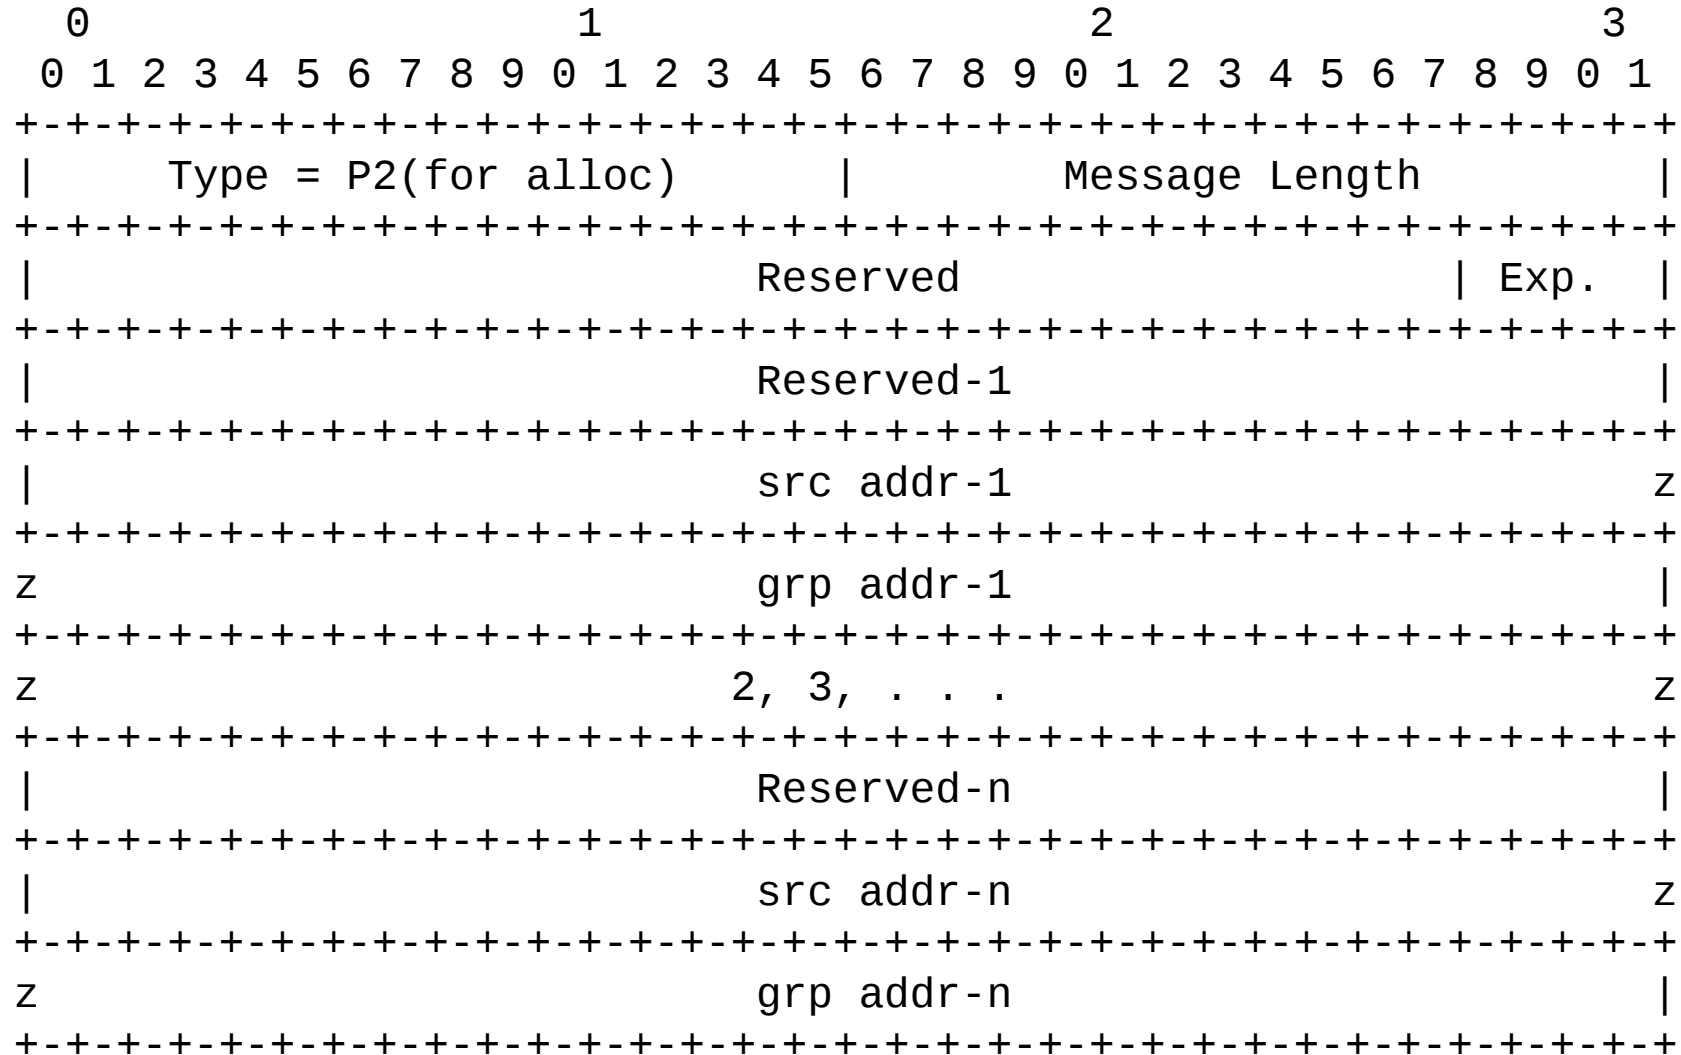 0                   1                   2                   3
 0 1 2 3 4 5 6 7 8 9 0 1 2 3 4 5 6 7 8 9 0 1 2 3 4 5 6 7 8 9 0 1
+-+-+-+-+-+-+-+-+-+-+-+-+-+-+-+-+-+-+-+-+-+-+-+-+-+-+-+-+-+-+-+-+
|     Type = P2(for alloc)      |        Message Length         |
+-+-+-+-+-+-+-+-+-+-+-+-+-+-+-+-+-+-+-+-+-+-+-+-+-+-+-+-+-+-+-+-+
|                            Reserved                   | Exp.  |
+-+-+-+-+-+-+-+-+-+-+-+-+-+-+-+-+-+-+-+-+-+-+-+-+-+-+-+-+-+-+-+-+
|                            Reserved-1                         |
+-+-+-+-+-+-+-+-+-+-+-+-+-+-+-+-+-+-+-+-+-+-+-+-+-+-+-+-+-+-+-+-+
|                            src addr-1                         z
+-+-+-+-+-+-+-+-+-+-+-+-+-+-+-+-+-+-+-+-+-+-+-+-+-+-+-+-+-+-+-+-+
z                            grp addr-1                         |
+-+-+-+-+-+-+-+-+-+-+-+-+-+-+-+-+-+-+-+-+-+-+-+-+-+-+-+-+-+-+-+-+
z                           2, 3, . . .                         z
+-+-+-+-+-+-+-+-+-+-+-+-+-+-+-+-+-+-+-+-+-+-+-+-+-+-+-+-+-+-+-+-+
|                            Reserved-n                         |
+-+-+-+-+-+-+-+-+-+-+-+-+-+-+-+-+-+-+-+-+-+-+-+-+-+-+-+-+-+-+-+-+
|                            src addr-n                         z
+-+-+-+-+-+-+-+-+-+-+-+-+-+-+-+-+-+-+-+-+-+-+-+-+-+-+-+-+-+-+-+-+
z                            grp addr-n                         |
+-+-+-+-+-+-+-+-+-+-+-+-+-+-+-+-+-+-+-+-+-+-+-+-+-+-+-+-+-+-+-+-+